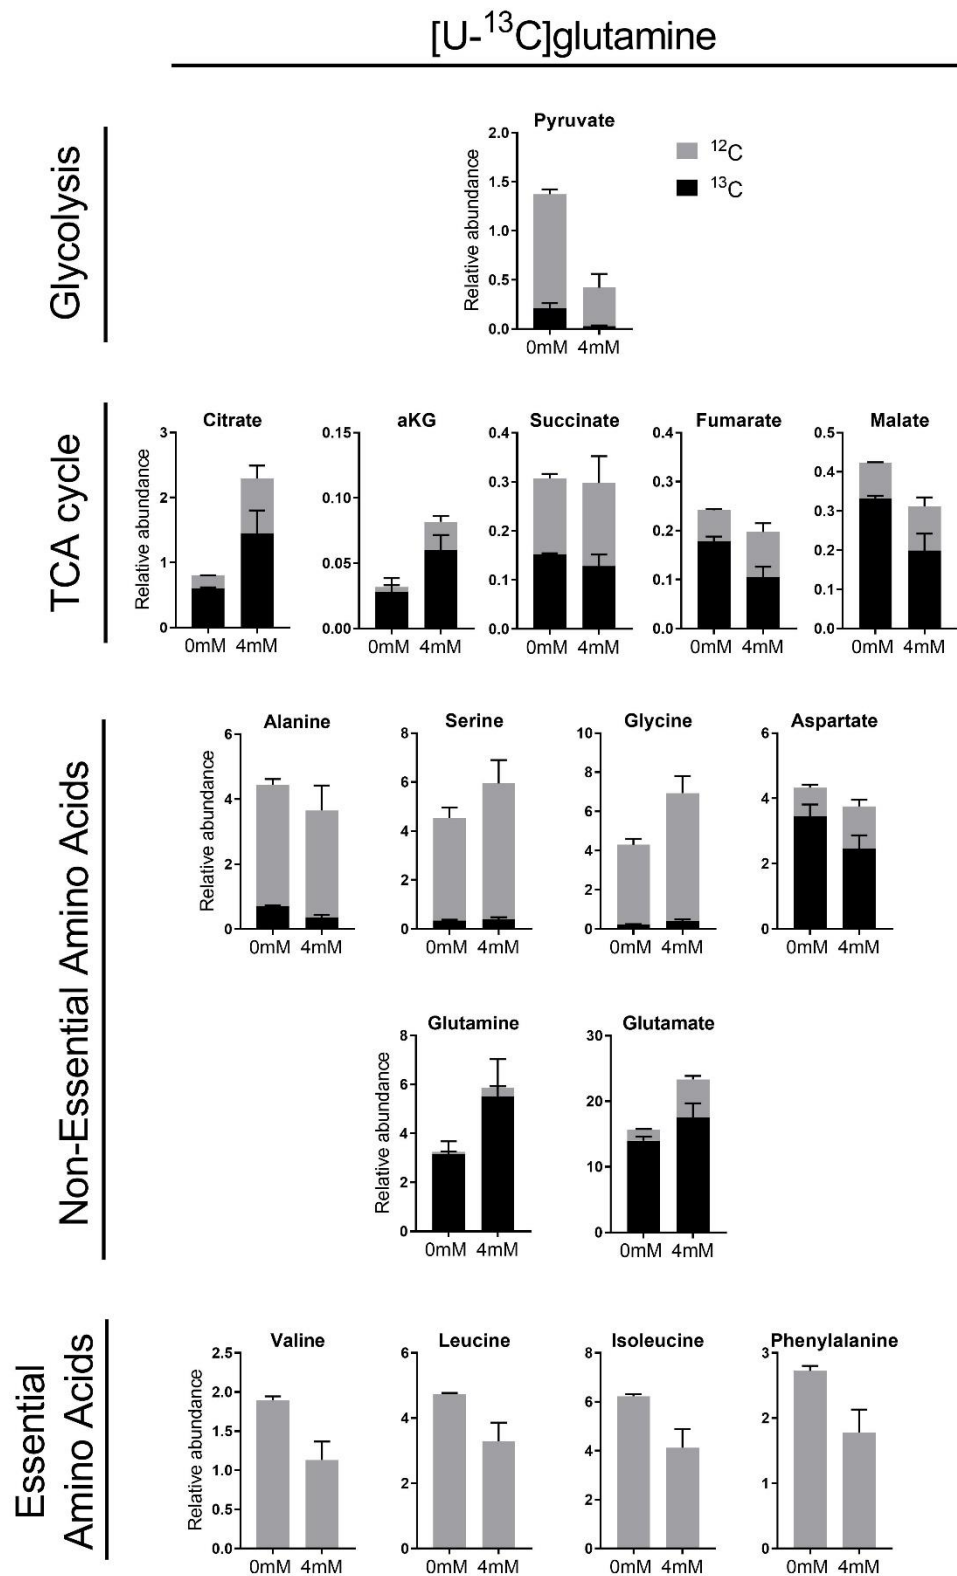 [U-13C]glutamine
Glycolysis
Pyruvate
Relative abundance
2.0
1.5
1.0
0.5
0.0
0mM 4mM
12C
13C
TCA cycle
Citrate
Relative abundance
3
2
1
0
0mM 4mM
aKG
0.15
0.10
0.05
0.00
0mM 4mM
Succinate
0.4
0.3
0.2
0.1
0.0
0mM 4mM
Fumarate
0.4
0.3
0.2
0.1
0.0
0mM 4mM
Malate
0.5
0.4
0.3
0.2
0.1
0.0
0mM 4mM
Non-Essential Amino Acids
Alanine
Relative abundance
6
4
2
0
0mM 4mM
Serine
8
6
4
2
0
0mM 4mM
Glycine
10
8
6
4
2
0
0mM 4mM
Aspartate
6
4
2
0
0mM 4mM
Glutamine
Relative abundance
8
6
4
2
0
0mM 4mM
Glutamate
30
20
10
0
0mM 4mM
Essential
Amino Acids
Valine
Relative abundance
2.5
2.0
1.5
1.0
0.5
0.0
0mM 4mM
Leucine
6
4
2
0
0mM 4mM
Isoleucine
8
6
4
2
0
0mM 4mM
Phenylalanine
3
2
1
0
0mM 4mM